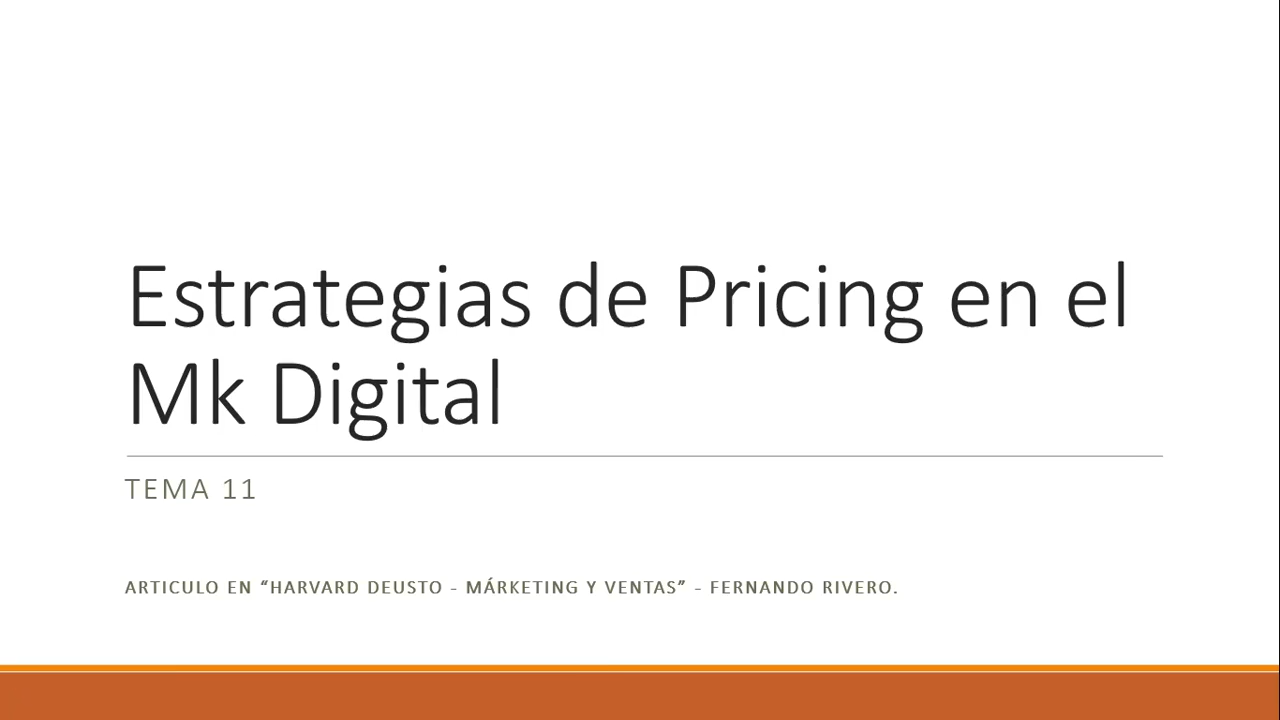 Estrategias de Pricing en el
Mk Digital
TEMA 11
ARTICULO EN “HARVARD DEUSTO - MÁRKETING Y VENTAS” - FERNANDO RIVERO.